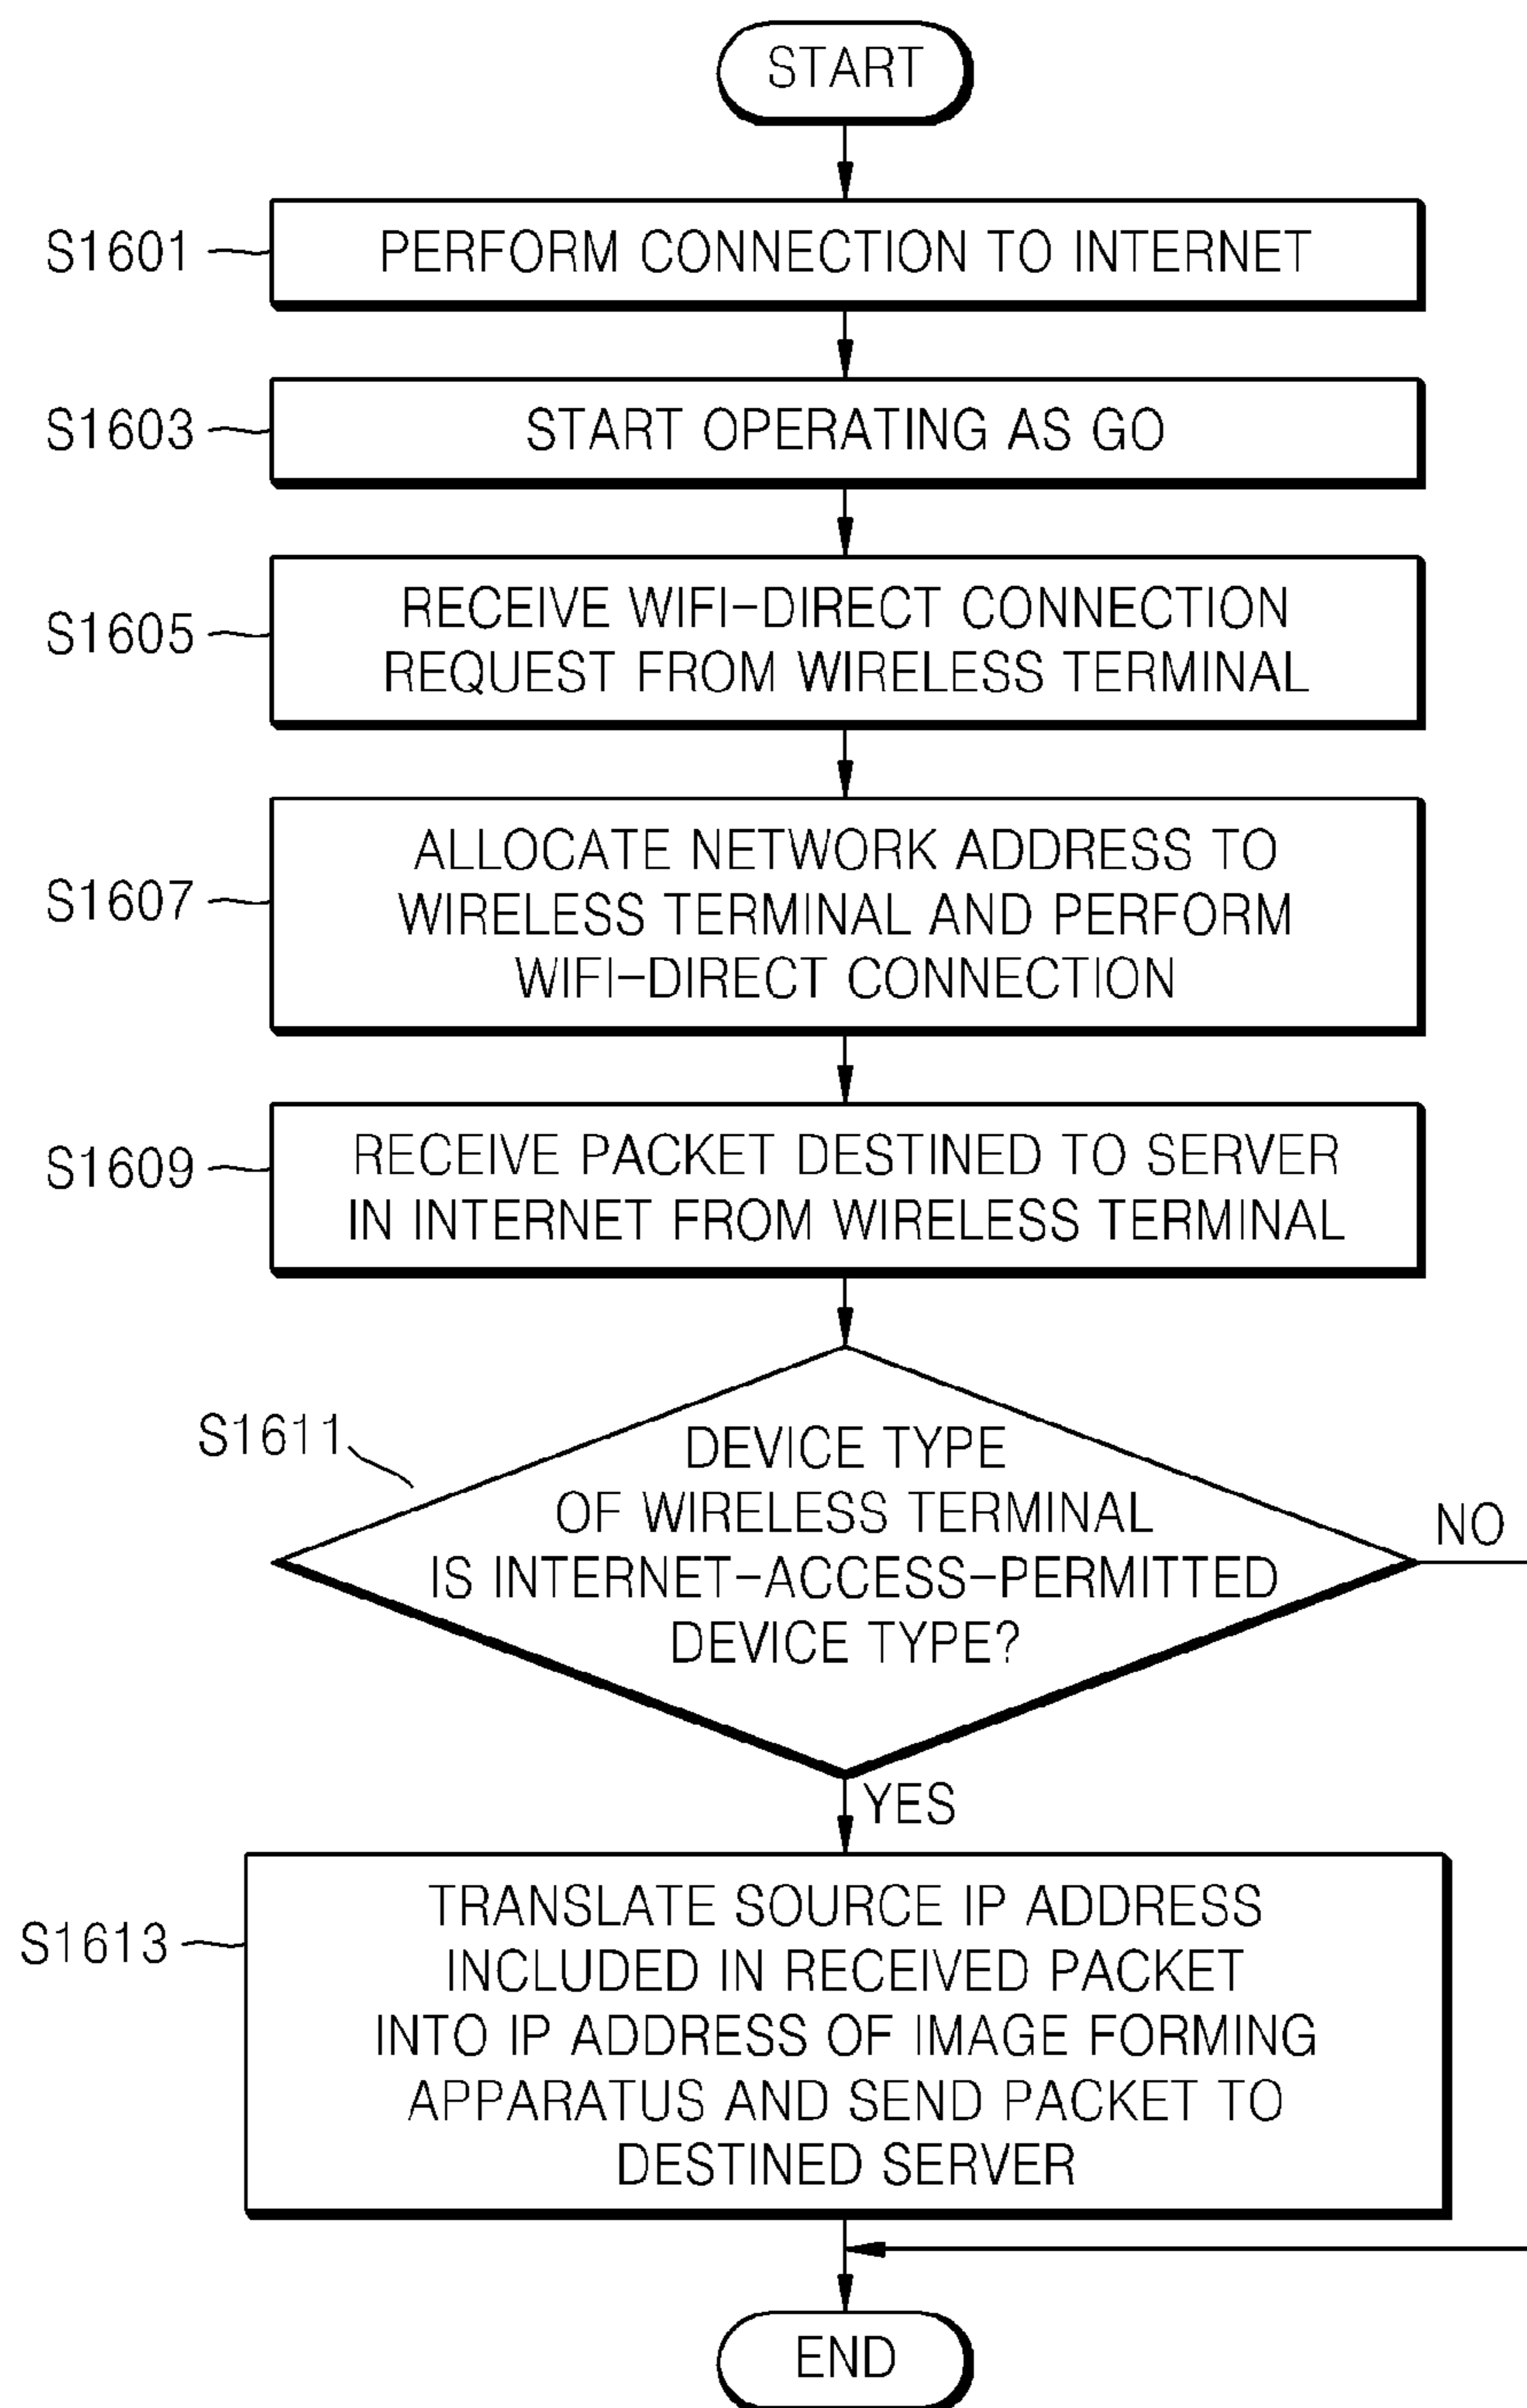 START
S1601
PERFORM CONNECTION TO INTERNET
S1603
START OPERATING AS GO
S1605
RECEIVE WIFI-DIRECT CONNECTION
REQUEST FROM WIRELESS TERMINAL
S1607
ALLOCATE NETWORK ADDRESS TO
WIRELESS TERMINAL AND PERFORM
WIFI-DIRECT CONNECTION
S1609
RECEIVE PACKET DESTINED TO SERVER
IN INTERNET FROM WIRELESS TERMINAL
S1611
DEVICE TYPE
OF WIRELESS TERMINAL
IS INTERNET-ACCESS-PERMITTED
DEVICE TYPE?
NO
YES
S1613
TRANSLATE SOURCE IP ADDRESS
INCLUDED IN RECEIVED PACKET
INTO IP ADDRESS OF IMAGE FORMING
APPARATUS AND SEND PACKET TO
DESTINED SERVER
END